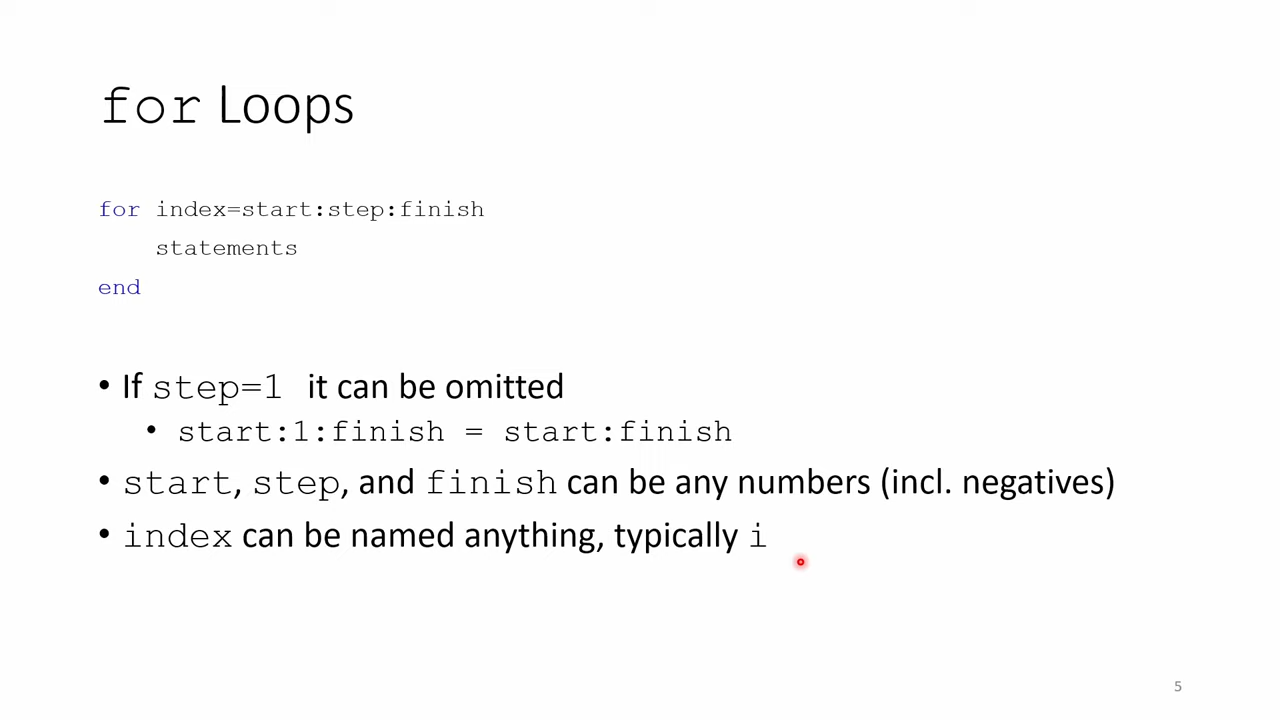 for Loops
for index=start:step:finish
statements
end
• If step=1 it can be omitted
• start:1:finish = start:finish
• start, step, and finish can be any numbers (incl. negatives)
• index can be named anything, typically i
5